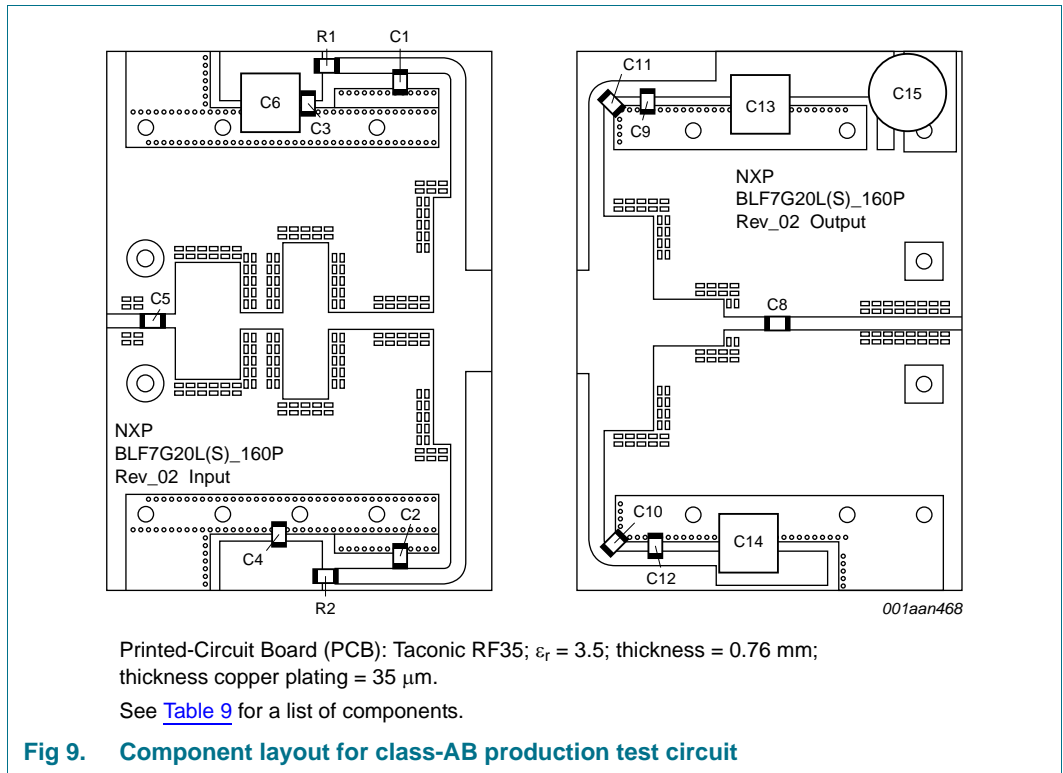 R1
C1
C6
C3
C5
NXP
BLF7G20L(S)_160P
Rev_02 Input
C4
C2
R2
C11
C9
C13
C15
NXP
BLF7G20L(S)_160P
Rev_02 Output
C8
C10
C12
C14
001aan468
Printed-Circuit Board (PCB): Taconic RF35; εr = 3.5; thickness = 0.76 mm;
thickness copper plating = 35 μm.
See Table 9 for a list of components.
Fig 9. Component layout for class-AB production test circuit